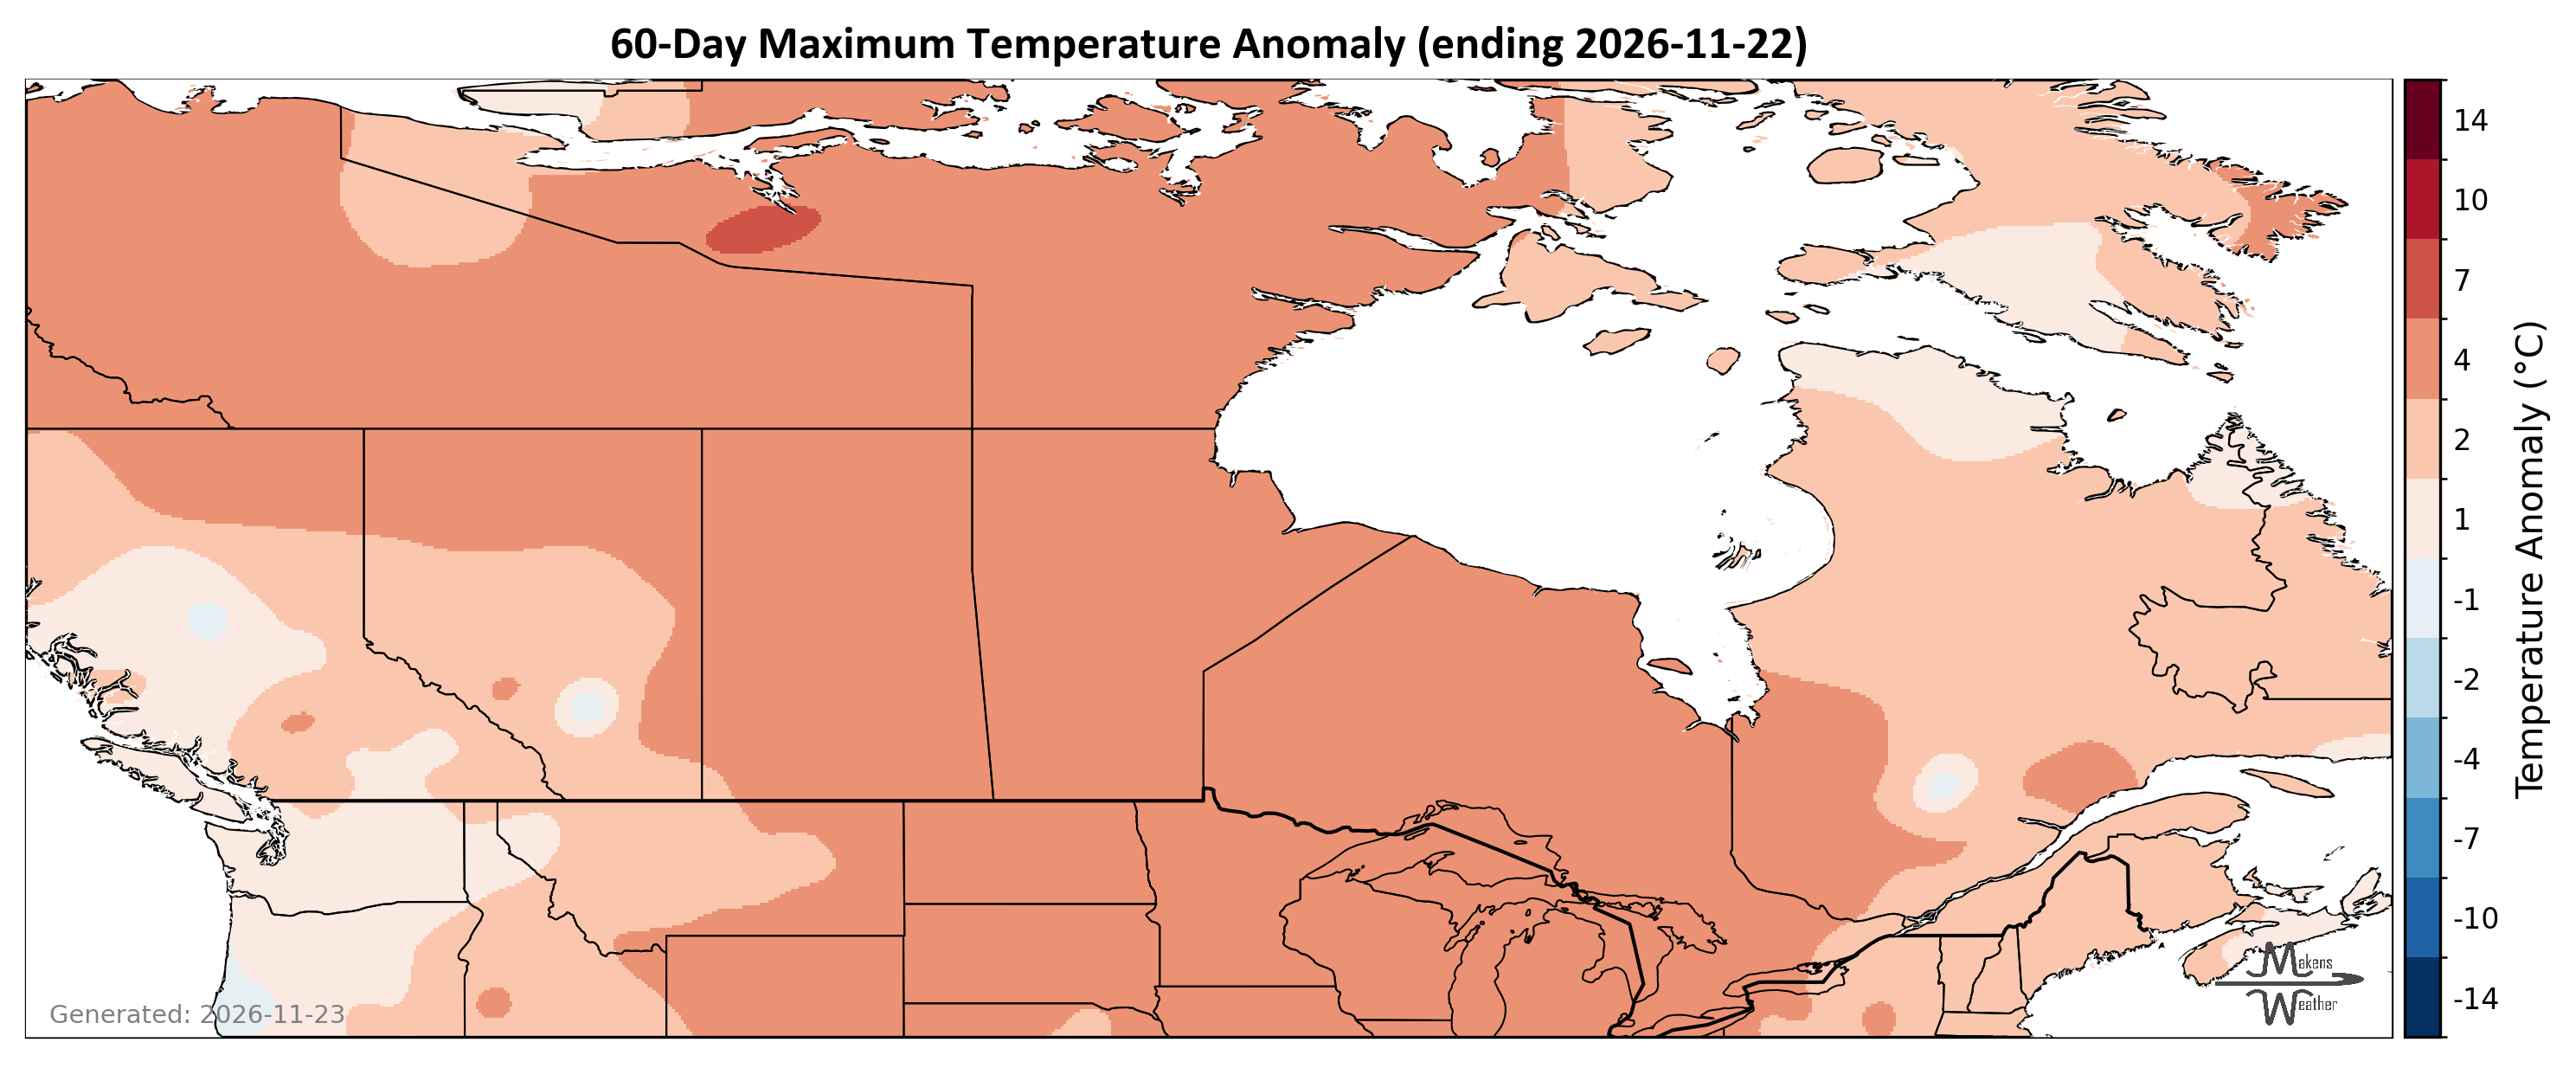 60-Day Maximum Temperature Anomaly (ending 2026-11-22)
14
10
7
4
2
1
-1
-2
-4
-7
-10
-14
Temperature Anomaly (°C)
Generated: 2026-11-23
Makens
Weather